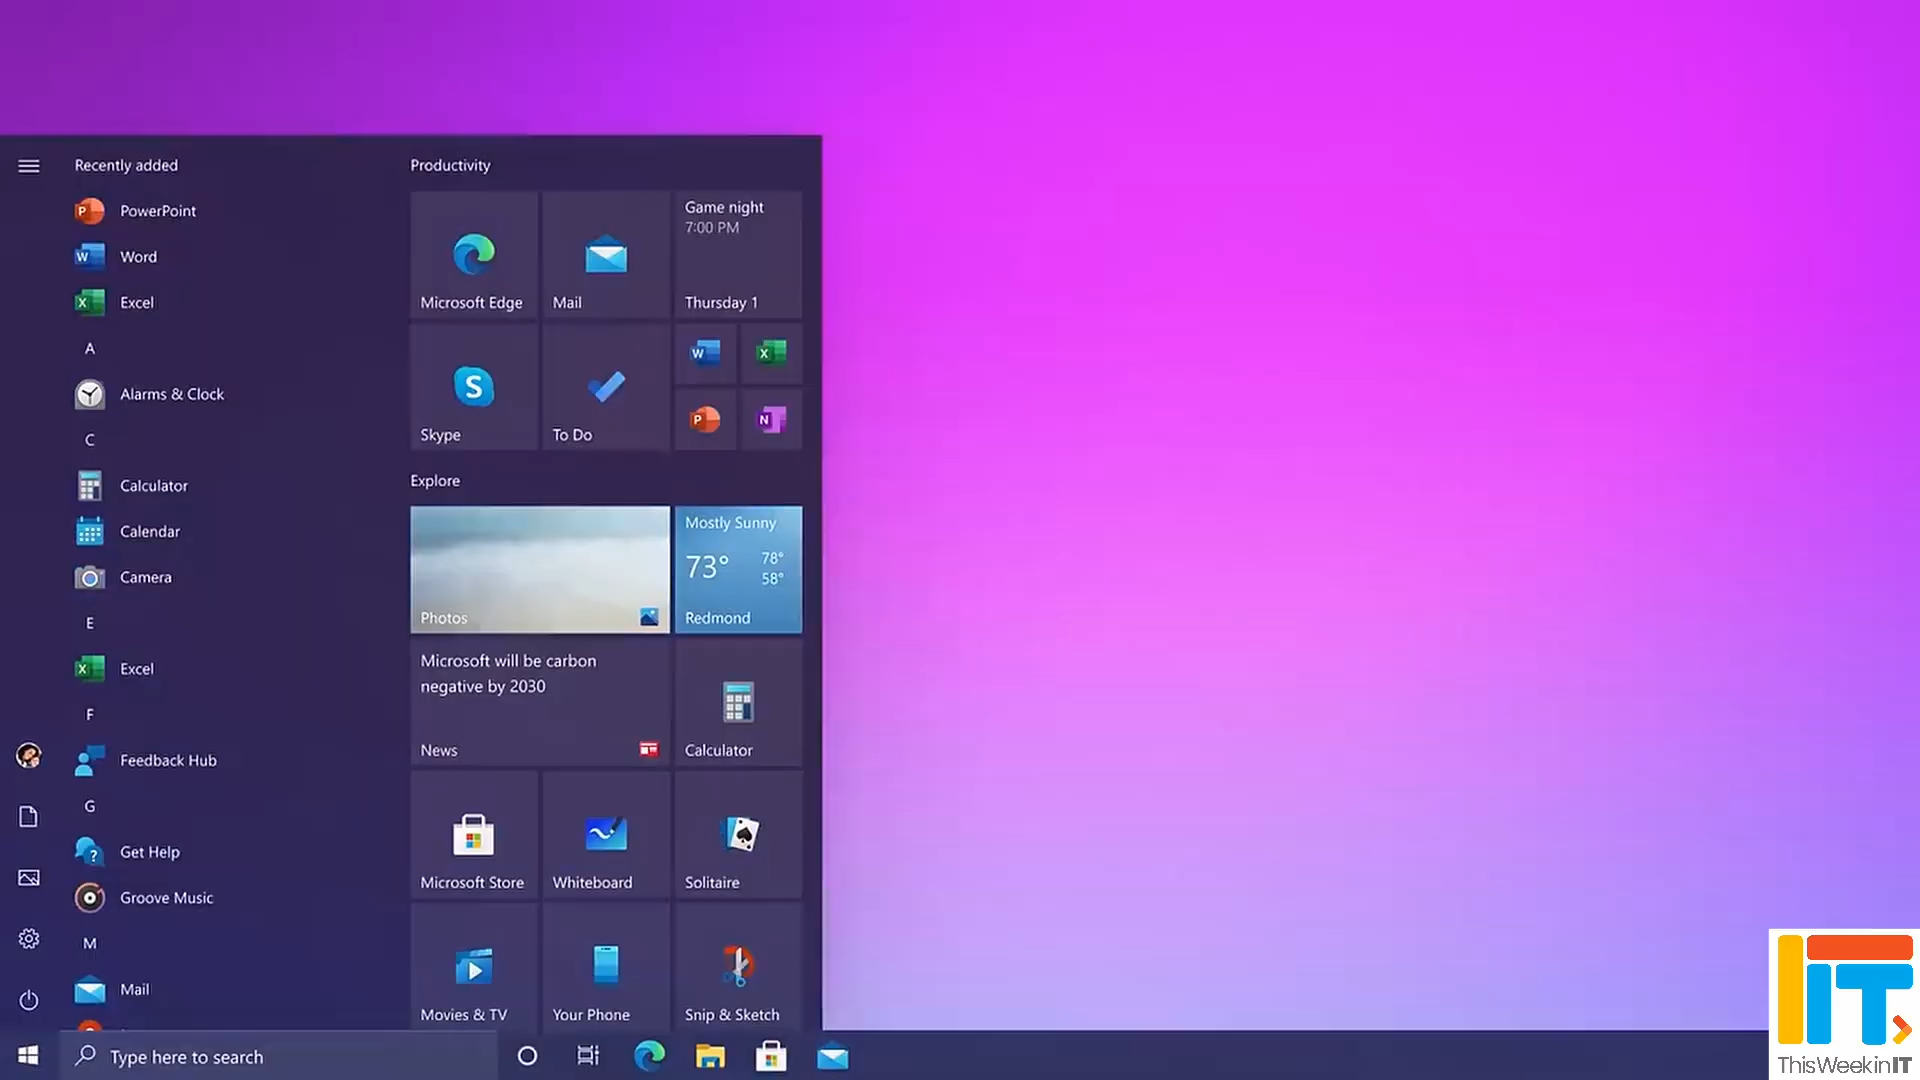 Recently added
PowerPoint
Word
Excel
A
Alarms & Clock
C
Calculator
Calendar
Camera
E
Excel
F
Feedback Hub
G
Get Help
Groove Music
M
Mail
Productivity
Microsoft Edge
Mail
Game night
7:00 PM
Thursday 1
Skype
To Do
Explore
Photos
Mostly Sunny
73°
78°
58°
Redmond
Microsoft will be carbon
negative by 2030
News
Calculator
Microsoft Store
Whiteboard
Solitaire
Movies & TV
Your Phone
Snip & Sketch
Type here to search
IT
ThisWeekinIT